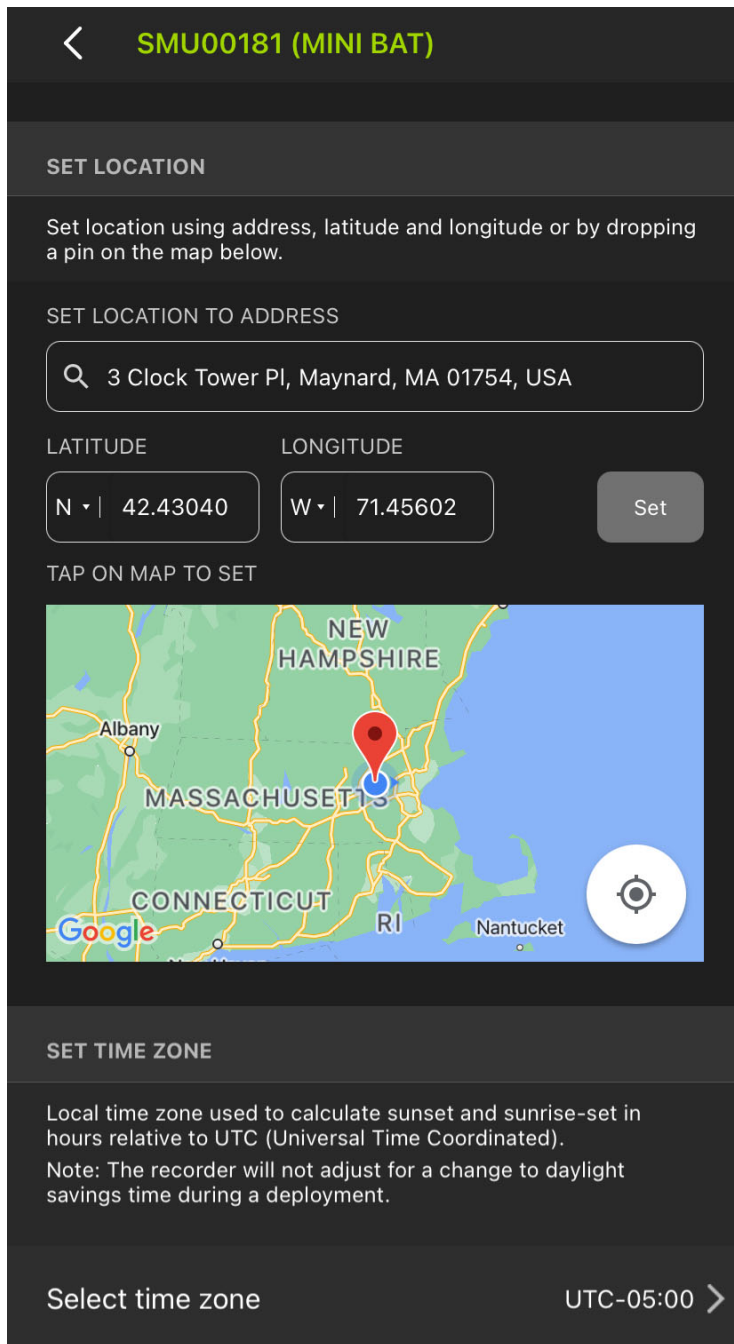 SMU00181 (MINI BAT)
SET LOCATION
Set location using address, latitude and longitude or by dropping
a pin on the map below.
SET LOCATION TO ADDRESS
3 Clock Tower Pl, Maynard, MA 01754, USA
LATITUDE LONGITUDE
N 42.43040 W 71.45602 Set
TAP ON MAP TO SET
NEW
HAMPSHIRE
Albany
MASSACHUSETTS
CONNECTICUT
RI
Nantucket
Google
SET TIME ZONE
Local time zone used to calculate sunset and sunrise-set in
hours relative to UTC (Universal Time Coordinated).
Note: The recorder will not adjust for a change to daylight
savings time during a deployment.
Select time zone UTC-05:00